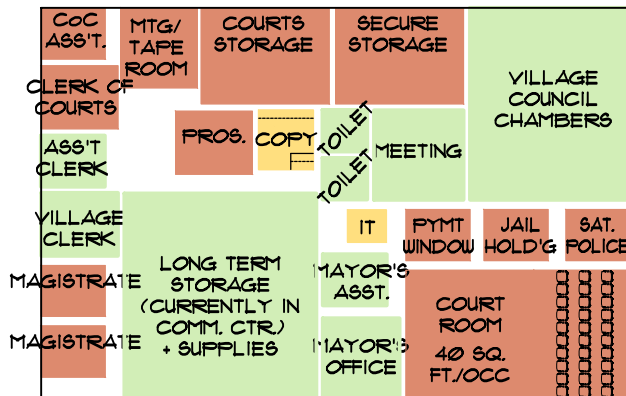 COC
ASS'T.
MTG/
TAPE
ROOM
COURTS
STORAGE
SECURE
STORAGE
VILLAGE
COUNCIL
CHAMBERS
CLERK OF
COURTS
PROS.
COPY
TOILET
TOILET
MEETING
ASS'T
CLERK
VILLAGE
CLERK
IT
PYMT
WINDOW
JAIL
HOLD'G
SAT.
POLICE
MAGISTRATE
MAGISTRATE
LONG TERM
STORAGE
(CURRENTLY IN
COMM. CTR.)
+ SUPPLIES
MAYOR'S
ASST.
MAYOR'S
OFFICE
COURT
ROOM
40 SQ.
FT./OCC